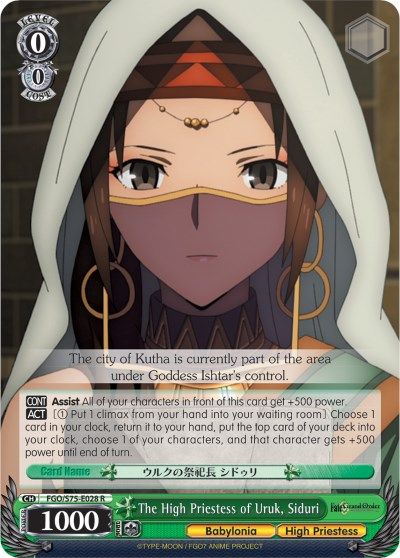 LEVEL
0
0
COST
The city of Kutha is currently part of the area
under Goddess Ishtar's control.
CONT Assist All of your characters in front of this card get +500 power.
ACT [① Put 1 climax from your hand into your waiting room] Choose 1
card in your clock, return it to your hand, put the top card of your deck into
your clock, choose 1 of your characters, and that character gets +500
power until end of turn.
Card Name ウルクの祭祀長 シドゥリ
CH FGO/S75-E028 R
1000
The High Priestess of Uruk, Siduri
Fate Grand Order
Babylonia High Priestess
©TYPE-MOON / FGO7 ANIME PROJECT